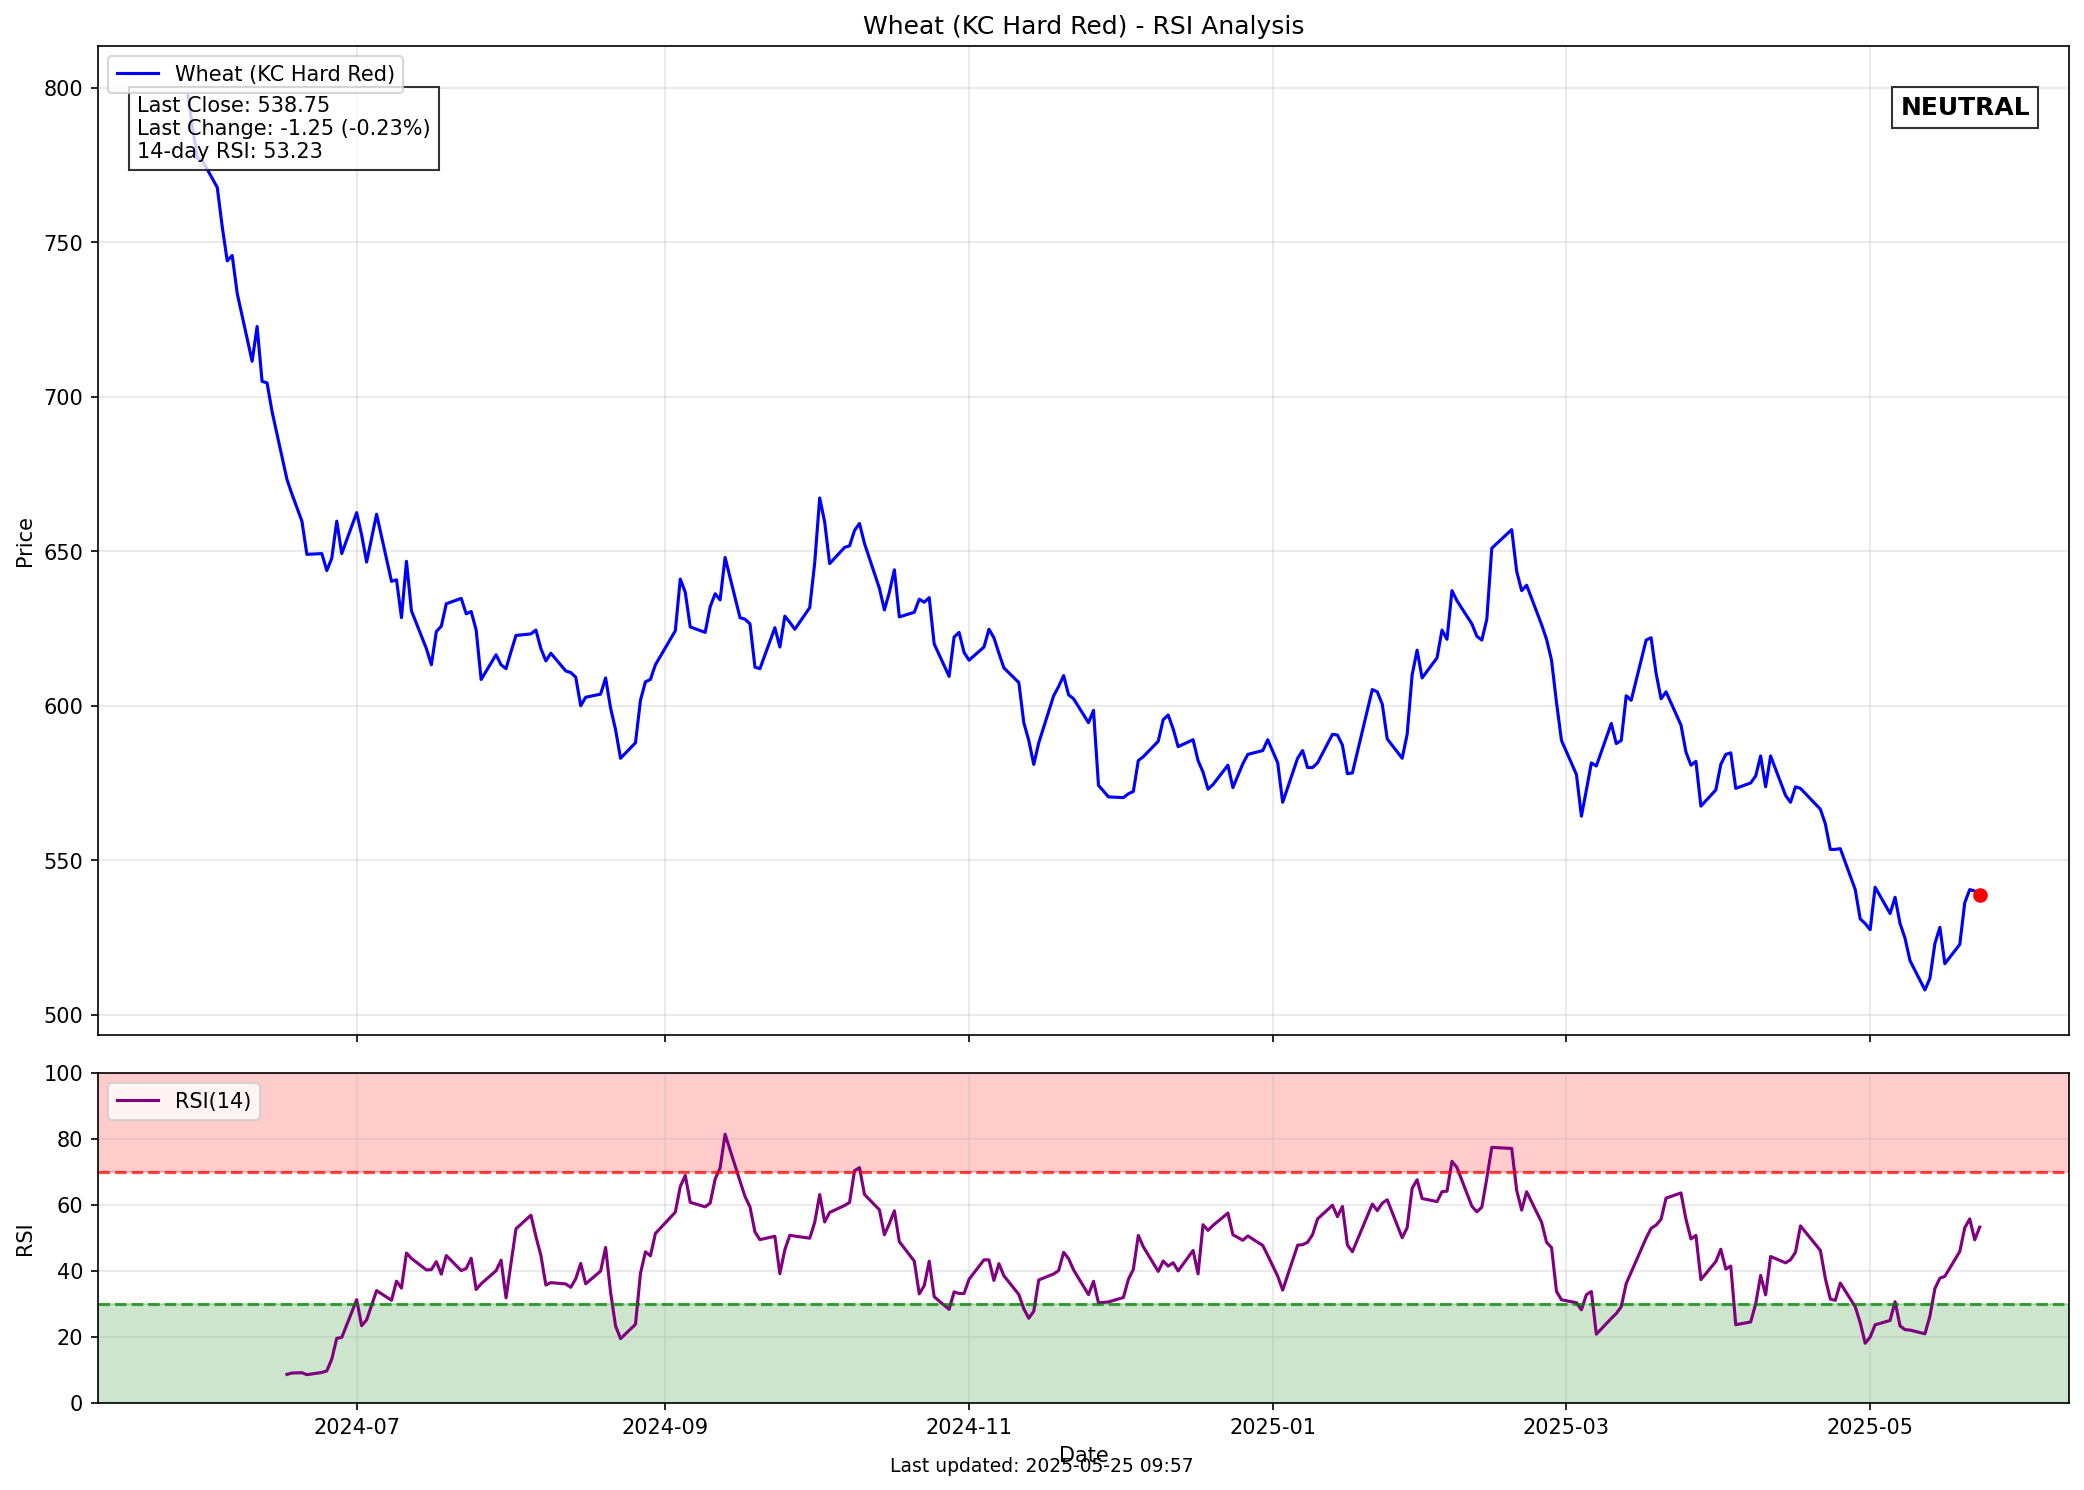 Wheat (KC Hard Red) - RSI Analysis
Wheat (KC Hard Red)
Last Close: 538.75
Last Change: -1.25 (-0.23%)
14-day RSI: 53.23
NEUTRAL
800
750
700
650
600
550
500
Price
RSI(14)
100
80
60
40
20
0
RSI
2024-07
2024-09
2024-11
2025-01
2025-03
2025-05
Date
Last updated: 2025-05-25 09:57